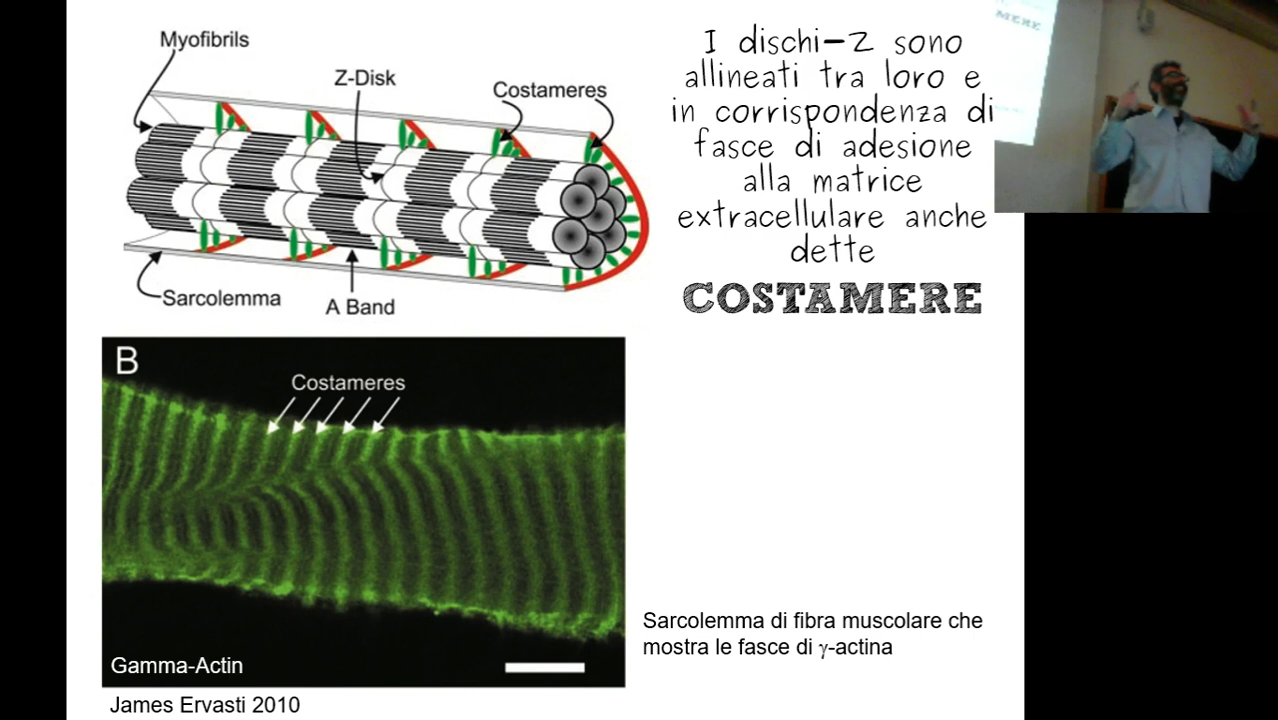 Myofibrils
Z-Disk
Costameres
Sarcolemma
A Band
I dischi-Z sono
allineati tra loro e
in corrispondenza di
fasce di adesione
alla matrice
extracellulare anche
dette
COSTAMERE
MERE
B
Costameres
Gamma-Actin
James Ervasti 2010
Sarcolemma di fibra muscolare che
mostra le fasce di γ-actina